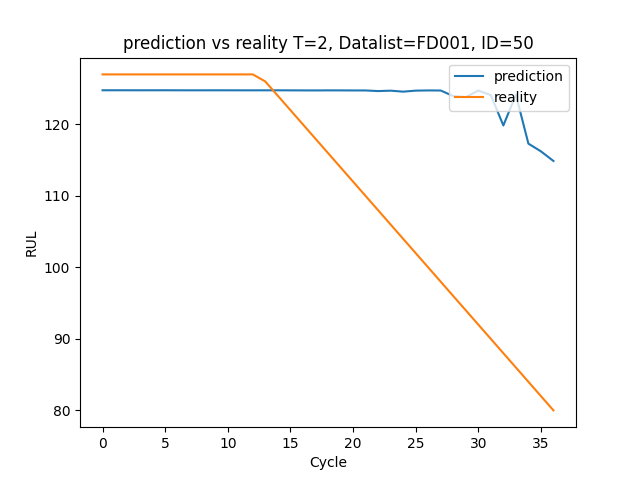 prediction vs reality T=2, Datalist=FD001, ID=50
prediction
reality
120
110
100
90
80
RUL
0 5 10 15 20 25 30 35
Cycle